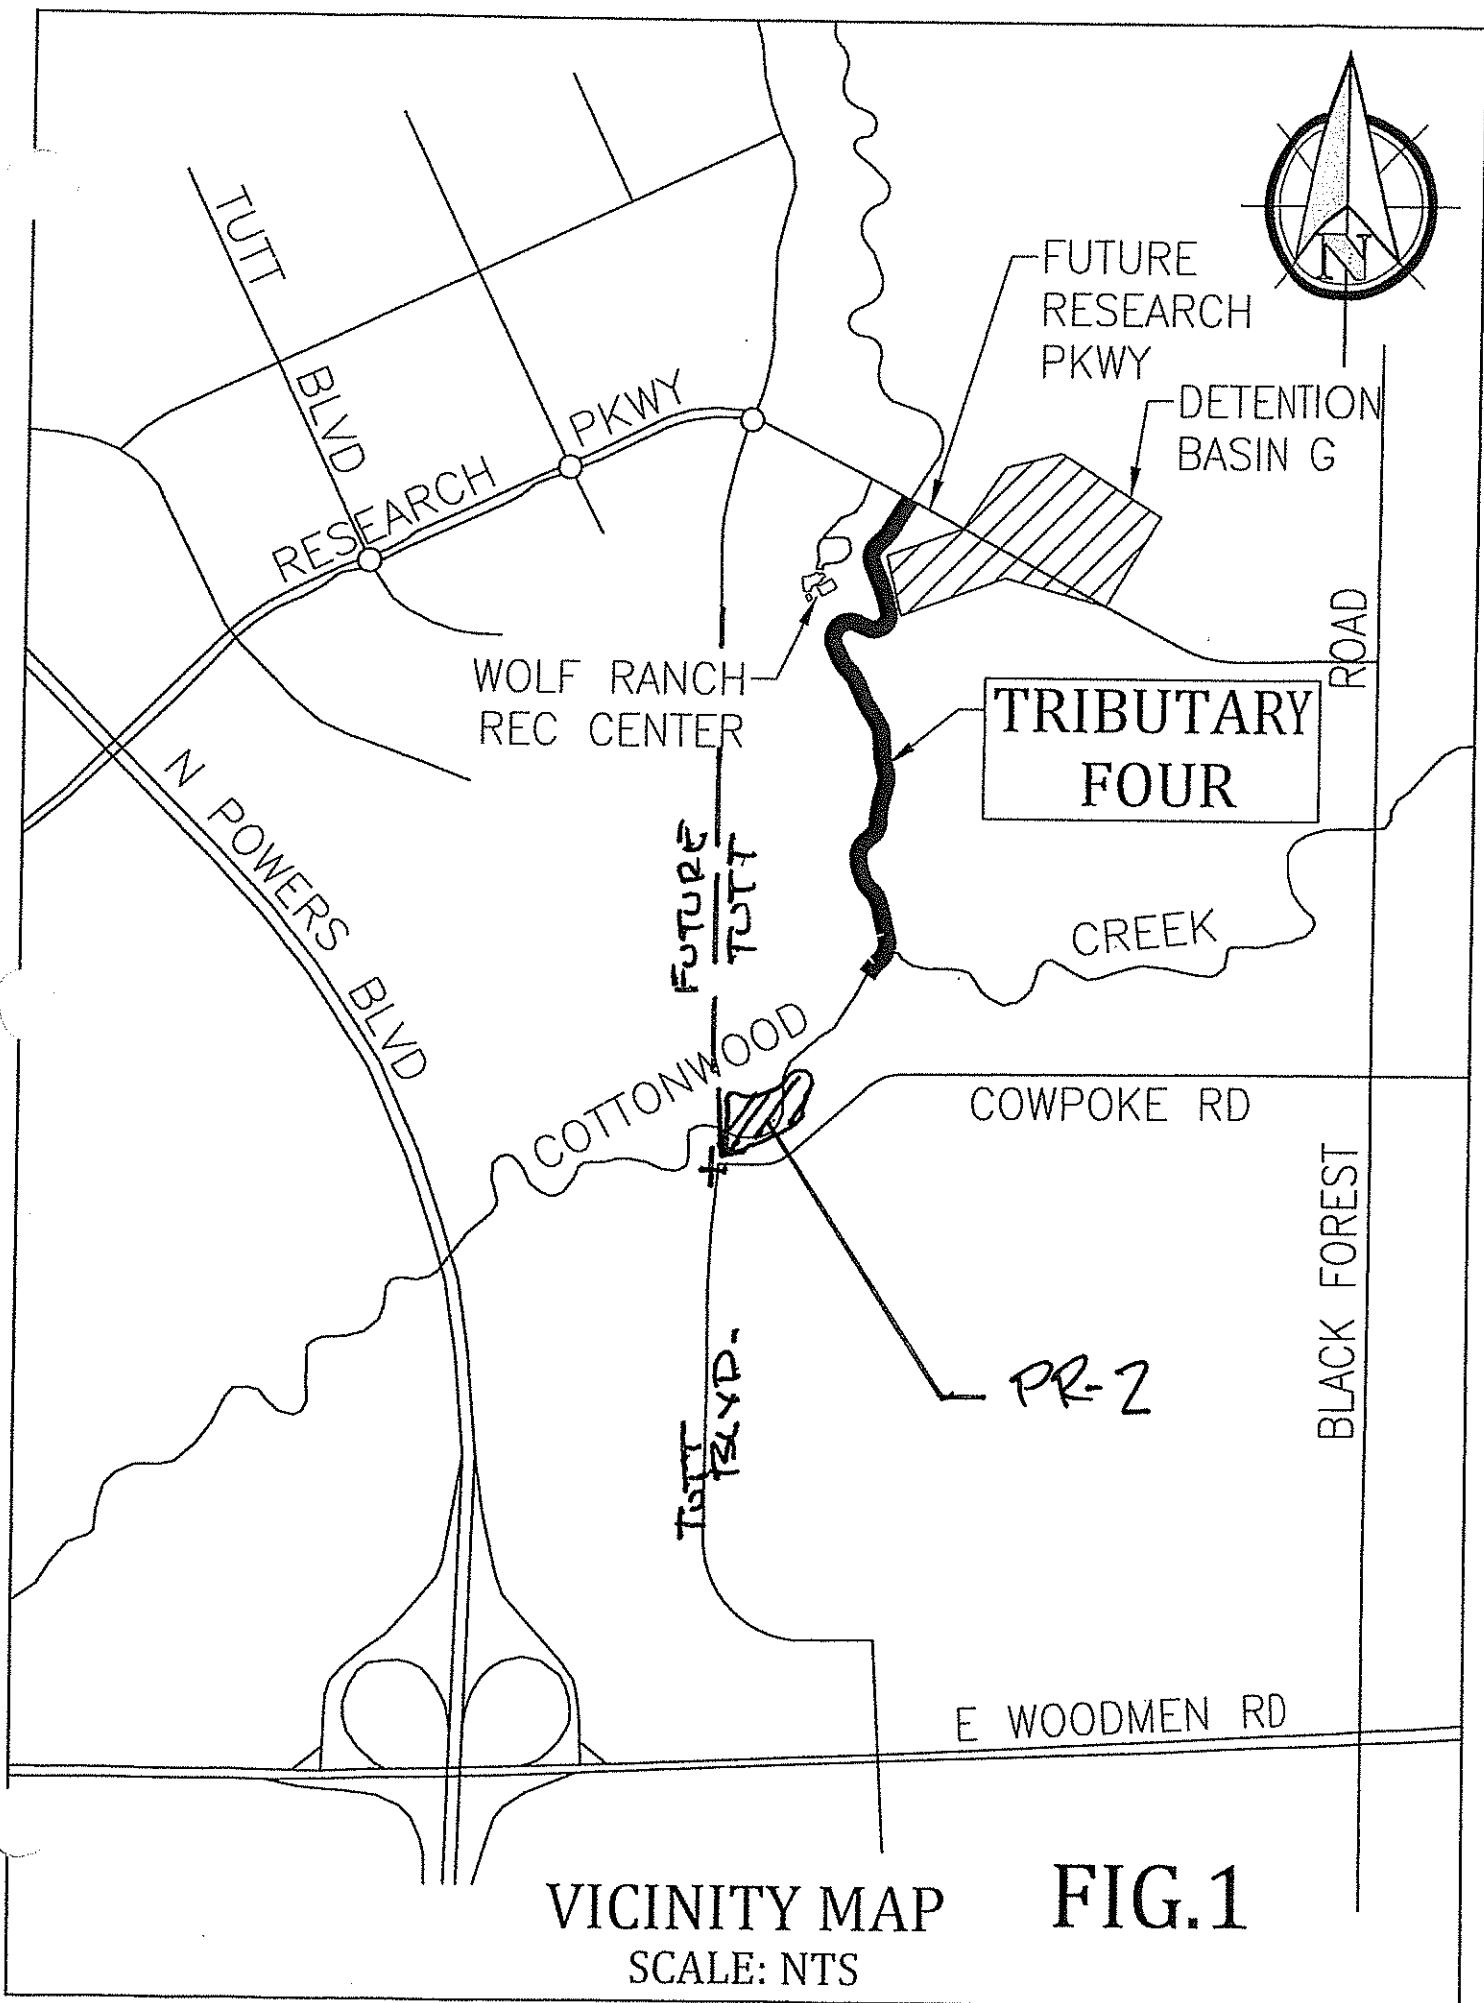 TUTT
BLVD
N
FUTURE
RESEARCH
PKWY
DETENTION
BASIN G
RESEARCH PKWY
WOLF RANCH
REC CENTER
ROAD
TRIBUTARY
FOUR
N POWERS BLVD
FUTURE
TUTT
CREEK
COTTONWOOD
COWPOKE RD
BLACK FOREST
PR-2
TUTT
BLVD.
E WOODMEN RD
VICINITY MAP
FIG.1
SCALE: NTS